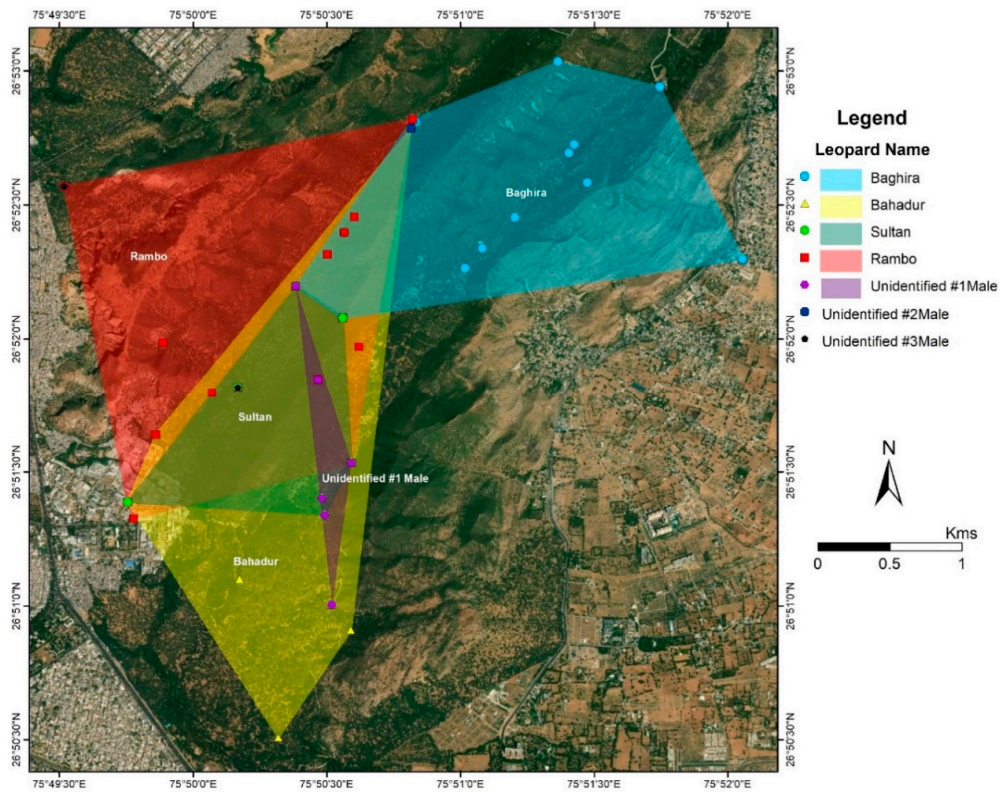 75°49'30"E 75°50'0"E 75°50'30"E 75°51'0"E 75°51'30"E 75°52'0"E
26°53'0"N 26°53'0"N
26°52'30"N 26°52'30"N
26°52'0"N 26°52'0"N
26°51'30"N 26°51'30"N
26°51'0"N 26°51'0"N
26°50'30"N 26°50'30"N
Baghira
Rambo
Sultan
Unidentified #1 Male
Bahadur
75°49'30"E 75°50'0"E 75°50'30"E 75°51'0"E 75°51'30"E 75°52'0"E
Legend
Leopard Name
Baghira
Bahadur
Sultan
Rambo
Unidentified #1Male
Unidentified #2Male
Unidentified #3Male
N
Kms
0 0.5 1